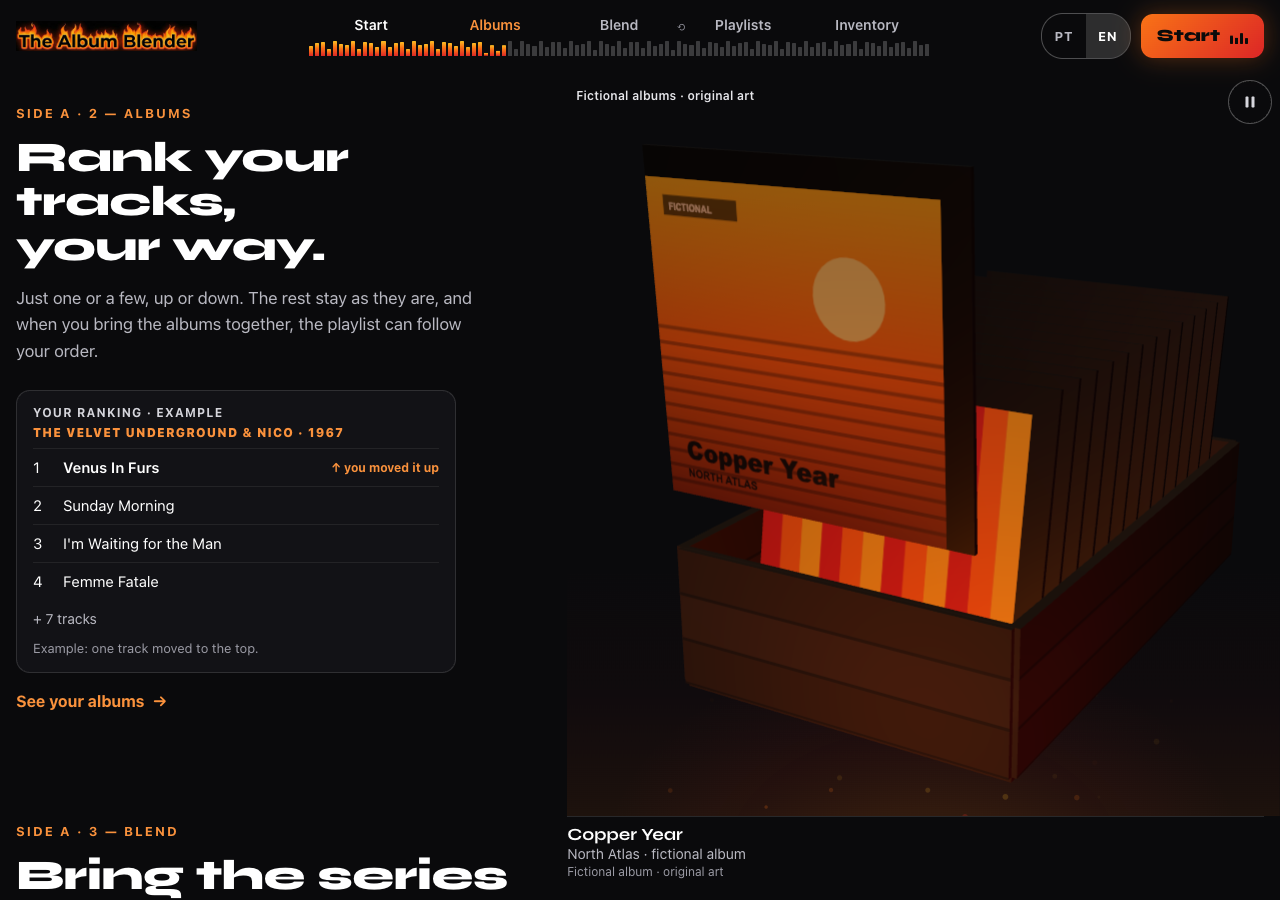 The Album Blender
Start
Albums
Blend
Playlists
Inventory
PT
EN
Start
Fictional albums · original art
SIDE A · 2 — ALBUMS
Rank your
tracks,
your way.
Just one or a few, up or down. The rest stay as they are, and
when you bring the albums together, the playlist can follow
your order.
YOUR RANKING · EXAMPLE
THE VELVET UNDERGROUND & NICO · 1967
1 Venus In Furs ↑ you moved it up
2 Sunday Morning
3 I'm Waiting for the Man
4 Femme Fatale
+ 7 tracks
Example: one track moved to the top.
See your albums →
FICTIONAL
Copper Year
NORTH ATLAS
Copper Year
North Atlas · fictional album
Fictional album · original art
SIDE A · 3 — BLEND
Bring the series